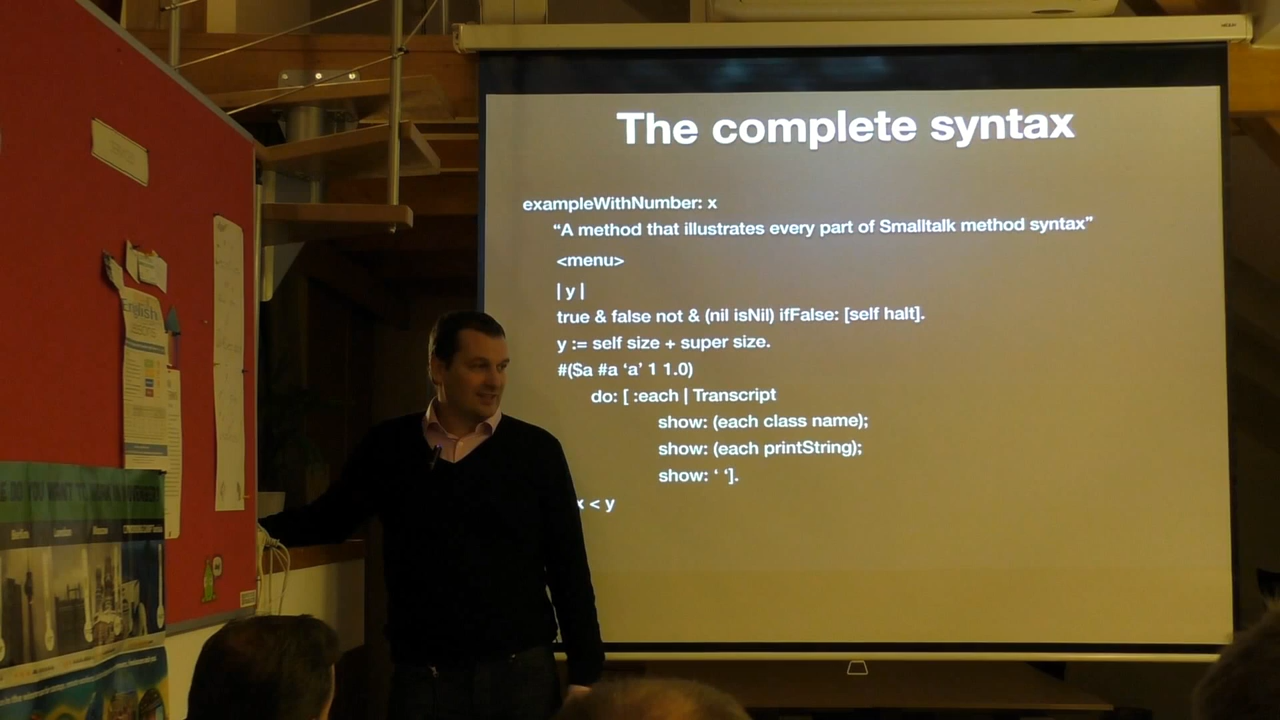 The complete syntax
exampleWithNumber: x
“A method that illustrates every part of Smalltalk method syntax”
<menu>
| y |
true & false not & (nil isNil) ifFalse: [self halt].
y := self size + super size.
#($a #a ‘a’ 1 1.0)
do: [ :each | Transcript
show: (each class name);
show: (each printString);
show: ‘ ‘].
x < y
English